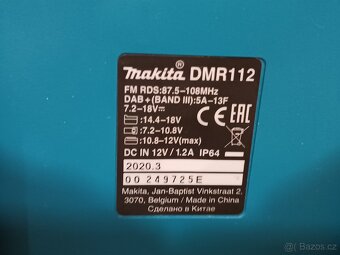 makita DMR112
FM RDS:87.5-108MHz
DAB+(BAND III):5A-13F
7.2-18V
:14.4-18V
:7.2-10.8V
:10.8-12V(max)
CE EAC
DC IN 12V/1.2A IP64
2020.3
00 249725E
Makita, Jan-Baptist Vinkstraat 2,
3070, Belgium / Made in China
Сделано в Китае
Bazos.cz